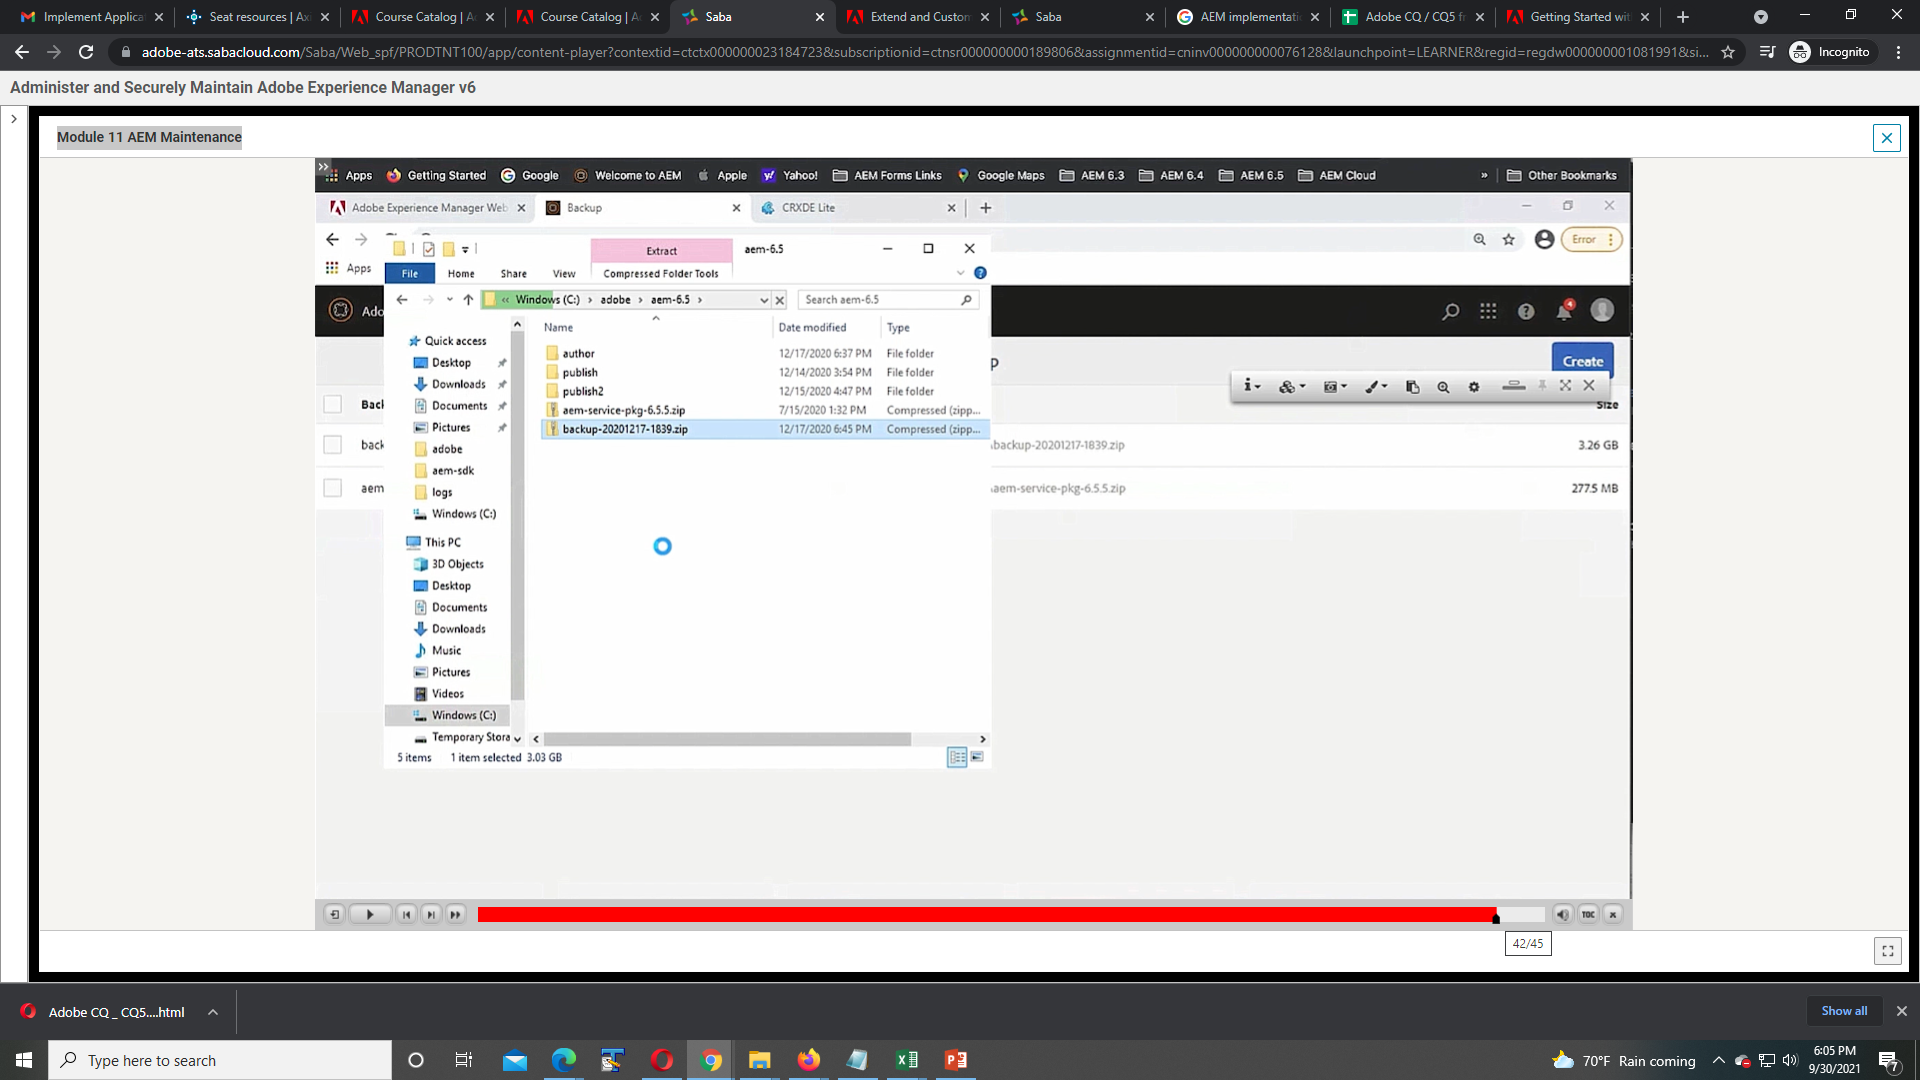 Implement Applica
Seat resources | Ax
Course Catalog | A
Course Catalog | A
Saba
Extend and Custom
Saba
AEM implementati
Adobe CQ / CQ5 fr
Getting Started wit
adobe-ats.sabacloud.com/Saba/Web_spf/PRODTNT100/app/content-player?contextid=ctctx000000023184723&subscriptionid=ctnsr0000000000189806&assignmentid=cninv000000000076128&launchpoint=LEARNER&regid=regdw000000001081991&si...
Incognito
Administer and Securely Maintain Adobe Experience Manager v6
Module 11 AEM Maintenance
Apps Getting Started Google Welcome to AEM Apple Yahoo! AEM Forms Links Google Maps AEM 6.3 AEM 6.4 AEM 6.5 AEM Cloud » Other Bookmarks
Adobe Experience Manager Web
Backup
CRXDE Lite
Error
Apps
Extract
aem-6.5
File Home Share View Compressed Folder Tools
« Windows (C:) › adobe › aem-6.5 ›
Search aem-6.5
Ado
4
Name Date modified Type
Quick access
Desktop
Downloads
Documents
Pictures
adobe
aem-sdk
logs
Windows (C:)
This PC
3D Objects
Desktop
Documents
Downloads
Music
Pictures
Videos
Windows (C:)
Temporary Stora
author 12/17/2020 6:37 PM File folder
publish 12/14/2020 3:54 PM File folder
publish2 12/15/2020 4:47 PM File folder
aem-service-pkg-6.5.5.zip 7/15/2020 1:32 PM Compressed (zipp...
backup-20201217-1839.zip 12/17/2020 6:45 PM Compressed (zipp...
5 items 1 item selected 3.03 GB
p
Create
Back
Size
back
\backup-20201217-1839.zip 3.26 GB
aem
\aem-service-pkg-6.5.5.zip 277.5 MB
TOC
42/45
Adobe CQ _ CQ5....html
Show all
Type here to search
70°F Rain coming
6:05 PM
9/30/2021
7